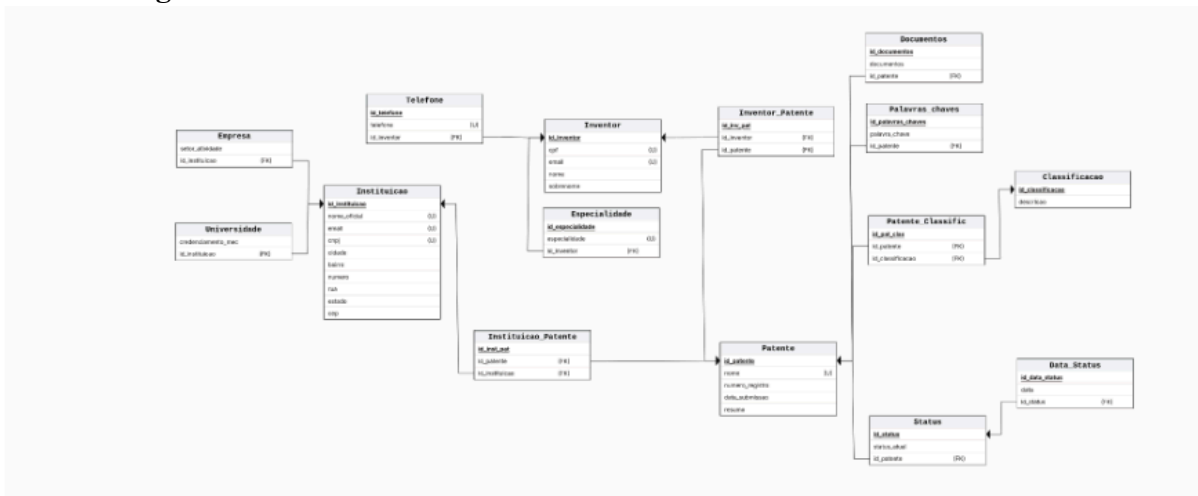 Documentos
id_documentos
documentos
id_patente (FK)
Telefone
id_telefone
telefone (U)
id_inventor (FK)
Palavras_chaves
id_palavras_chaves
palavra_chave
id_patente (FK)
Inventor_Patente
id_inv_pat
id_inventor (FK)
id_patente (FK)
Inventor
id_inventor
cpf (U)
email (U)
nome
sobrenome
Empresa
setor_atividade
id_instituicao (FK)
Classificacao
id_classificacao
descricao
Instituicao
id_instituicao
nome_oficial (U)
email (U)
cnpj (U)
cidade
bairro
numero
rua
estado
cep
Especialidade
id_especialidade
especialidade (U)
id_inventor (FK)
Patente_Classific
id_pat_clas
id_patente (FK)
id_classificacao (FK)
Universidade
credenciamento_mec
id_instituicao (FK)
Instituicao_Patente
id_inst_pat
id_patente (FK)
id_instituicao (FK)
Patente
id_patente
nome (U)
numero_registro
data_submissao
resumo
Data_Status
id_data_status
data
id_status (FK)
Status
id_status
status_atual
id_patente (FK)